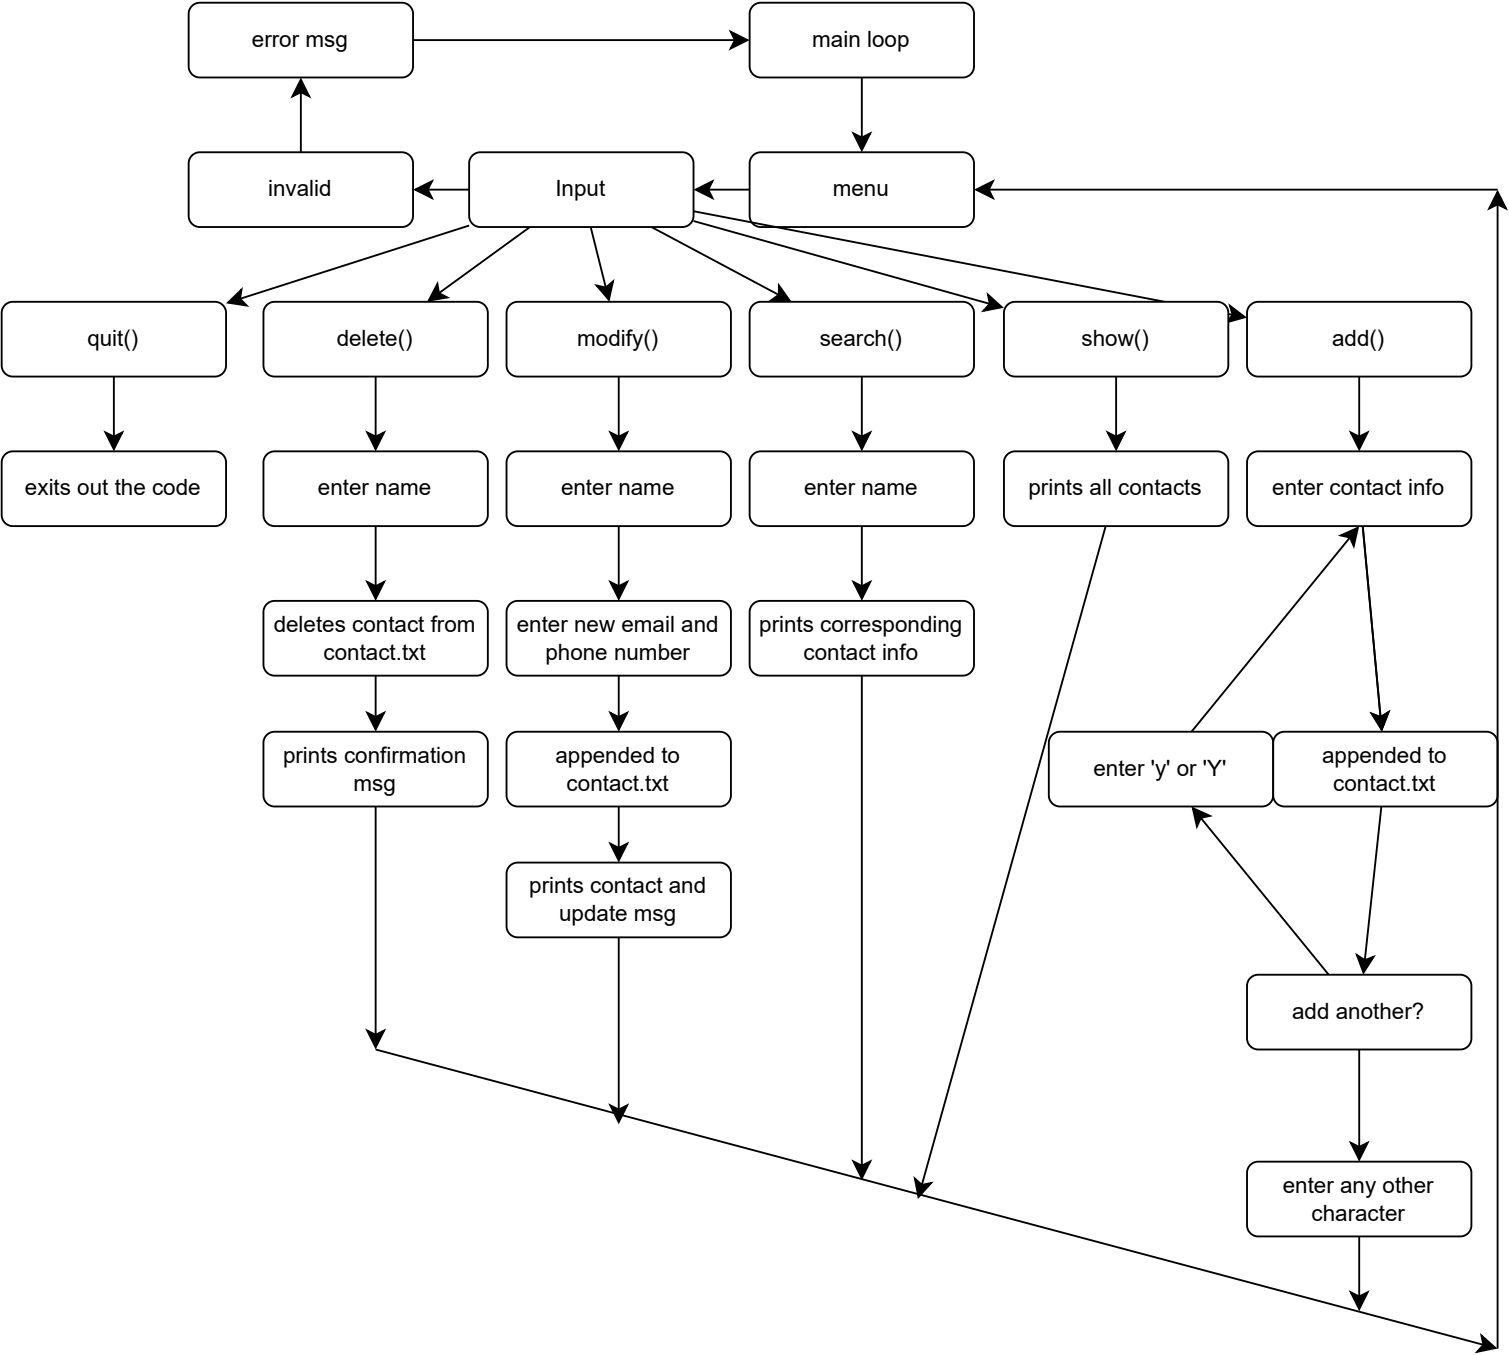 error msg
main loop
invalid
Input
menu
quit()
delete()
modify()
search()
show()
add()
exits out the code
enter name
enter name
enter name
prints all contacts
enter contact info
deletes contact from
contact.txt
enter new email and
phone number
prints corresponding
contact info
prints confirmation
msg
appended to
contact.txt
enter 'y' or 'Y'
appended to
contact.txt
prints contact and
update msg
add another?
enter any other
character